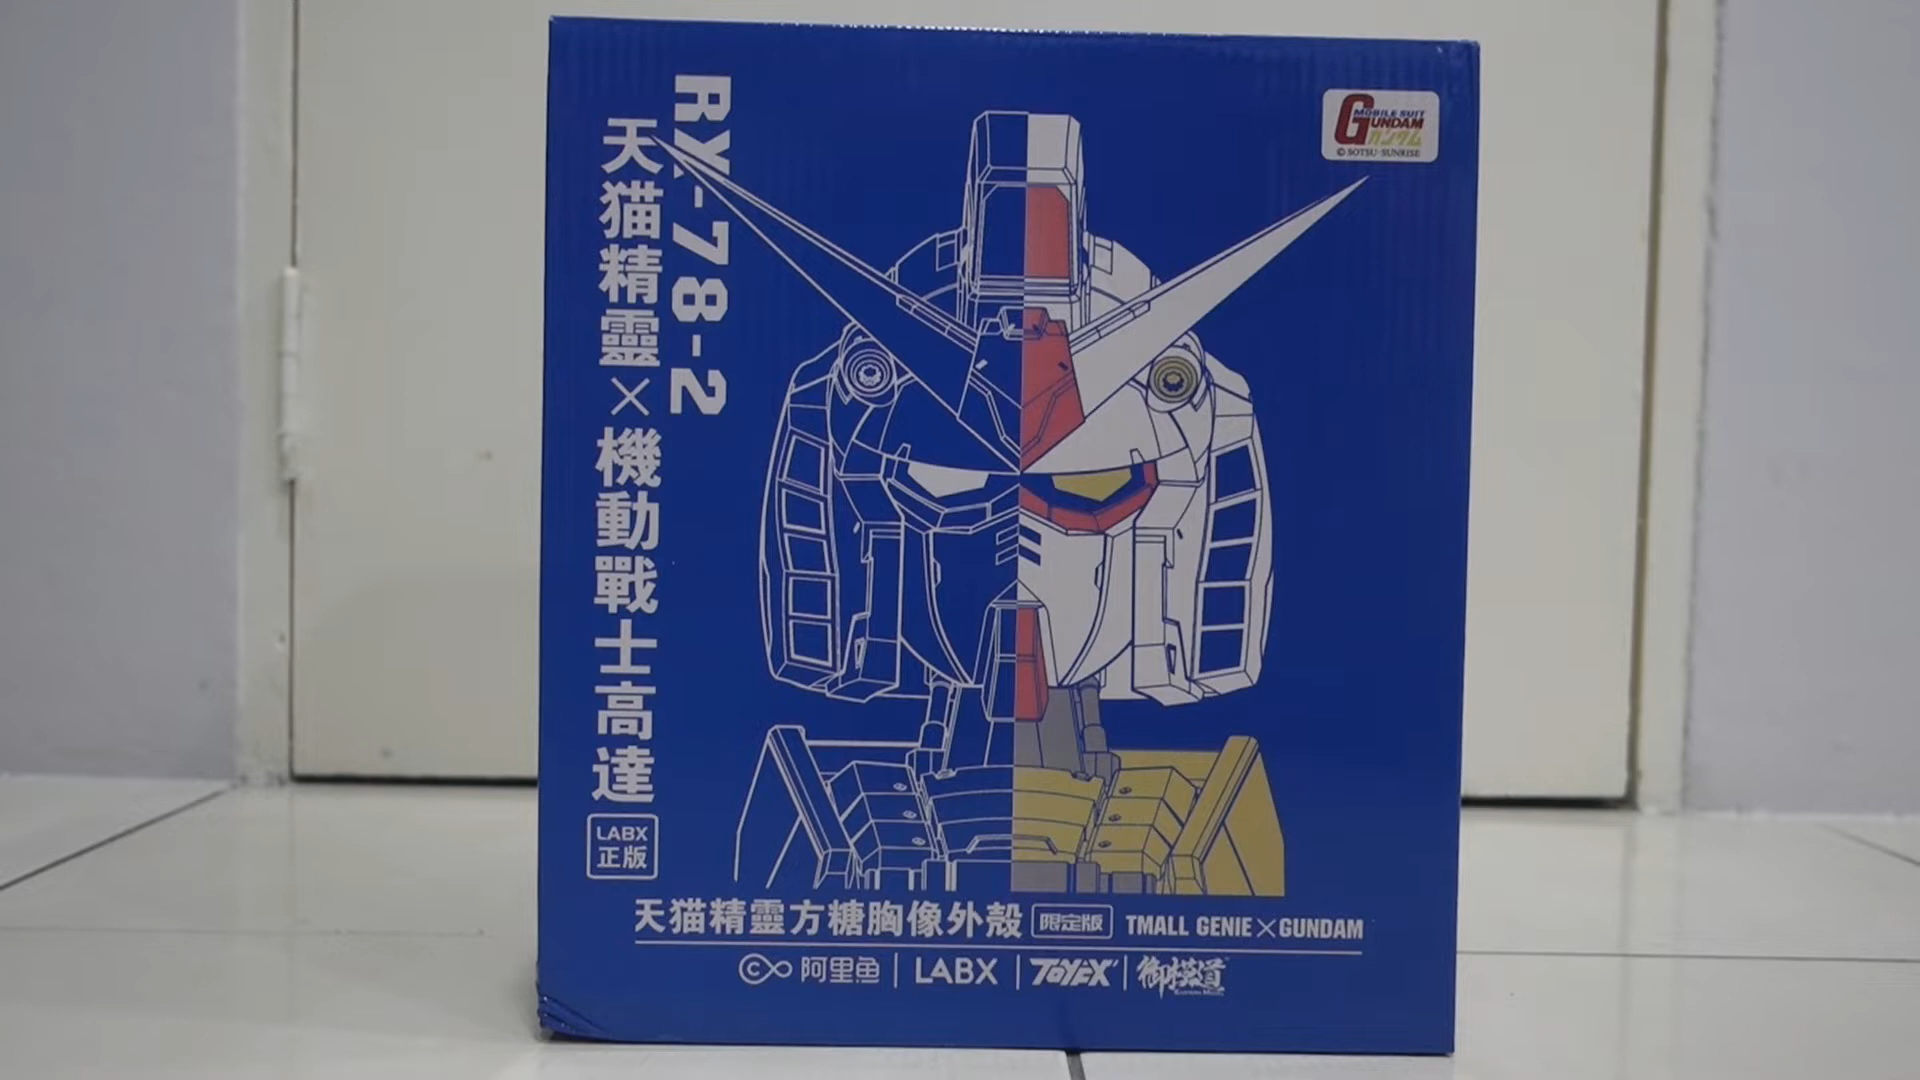 RX-78-2
天猫精靈×機動戰士高達
LABX
正版
MOBILE SUIT
GUNDAM
ガンダム
© SOTSU·SUNRISE
天猫精靈方糖胸像外殼 限定版 TMALL GENIE×GUNDAM
阿里鱼 | LABX | TOYEX | 御模道